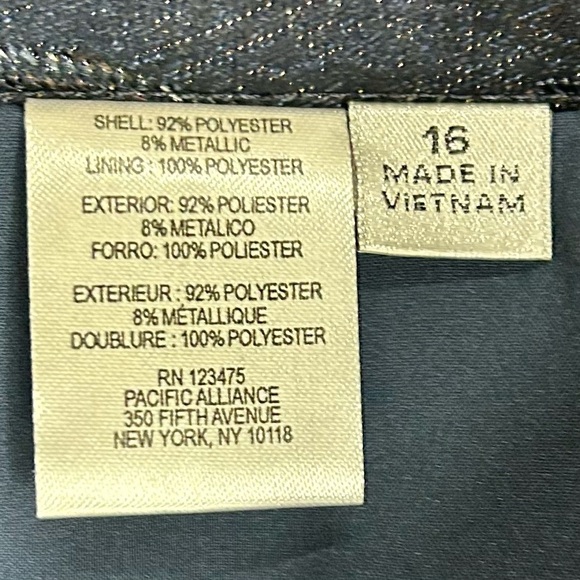 SHELL: 92% POLYESTER
8% METALLIC
LINING : 100% POLYESTER
EXTERIOR: 92% POLIESTER
8% METALICO
FORRO: 100% POLIESTER
EXTERIEUR : 92% POLYESTER
8% MÉTALLIQUE
DOUBLURE : 100% POLYESTER
RN 123475
PACIFIC ALLIANCE
350 FIFTH AVENUE
NEW YORK, NY 10118
16
MADE IN
VIETNAM